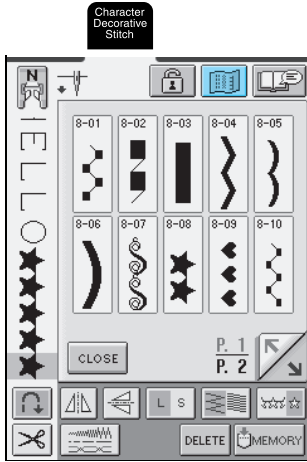 Character
Decorative
Stitch
N
8-01 8-02 8-03 8-04 8-05
8-06 8-07 8-08 8-09 8-10
E
L
L
O
CLOSE
P. 1
P. 2
L S
DELETE MEMORY